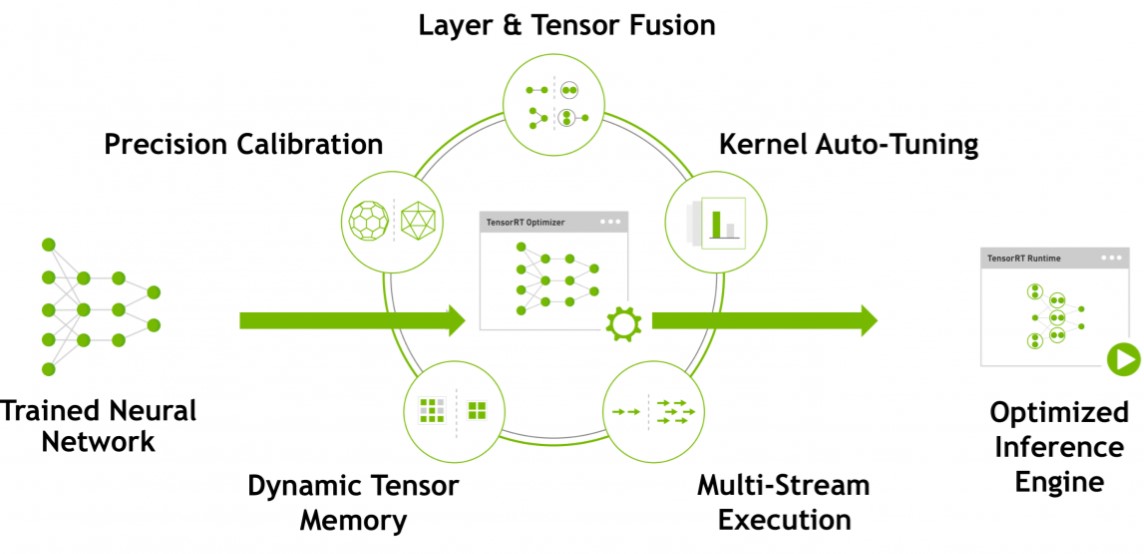 Layer & Tensor Fusion
Precision Calibration
Kernel Auto-Tuning
TensorRT Optimizer
TensorRT Runtime
Trained Neural
Network
Optimized
Inference
Engine
Dynamic Tensor
Memory
Multi-Stream
Execution